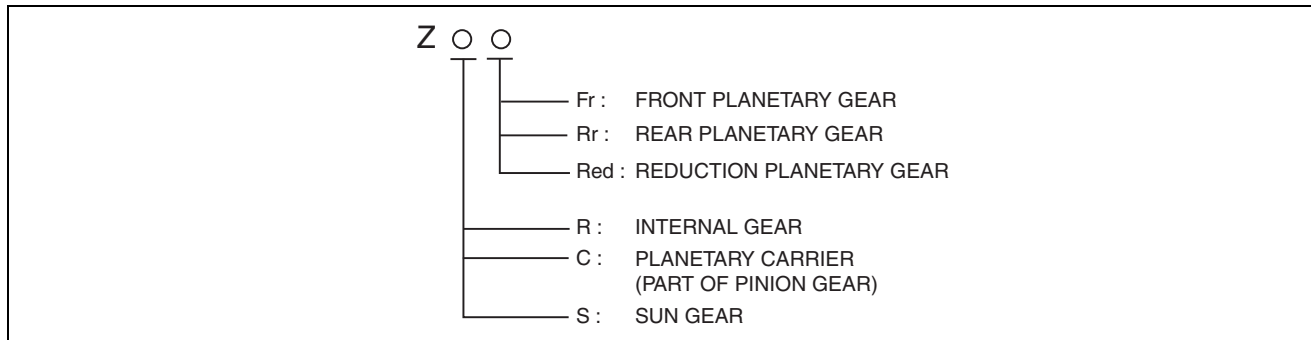 Z ○ ○
Fr : FRONT PLANETARY GEAR
Rr : REAR PLANETARY GEAR
Red : REDUCTION PLANETARY GEAR
R : INTERNAL GEAR
C : PLANETARY CARRIER
(PART OF PINION GEAR)
S : SUN GEAR